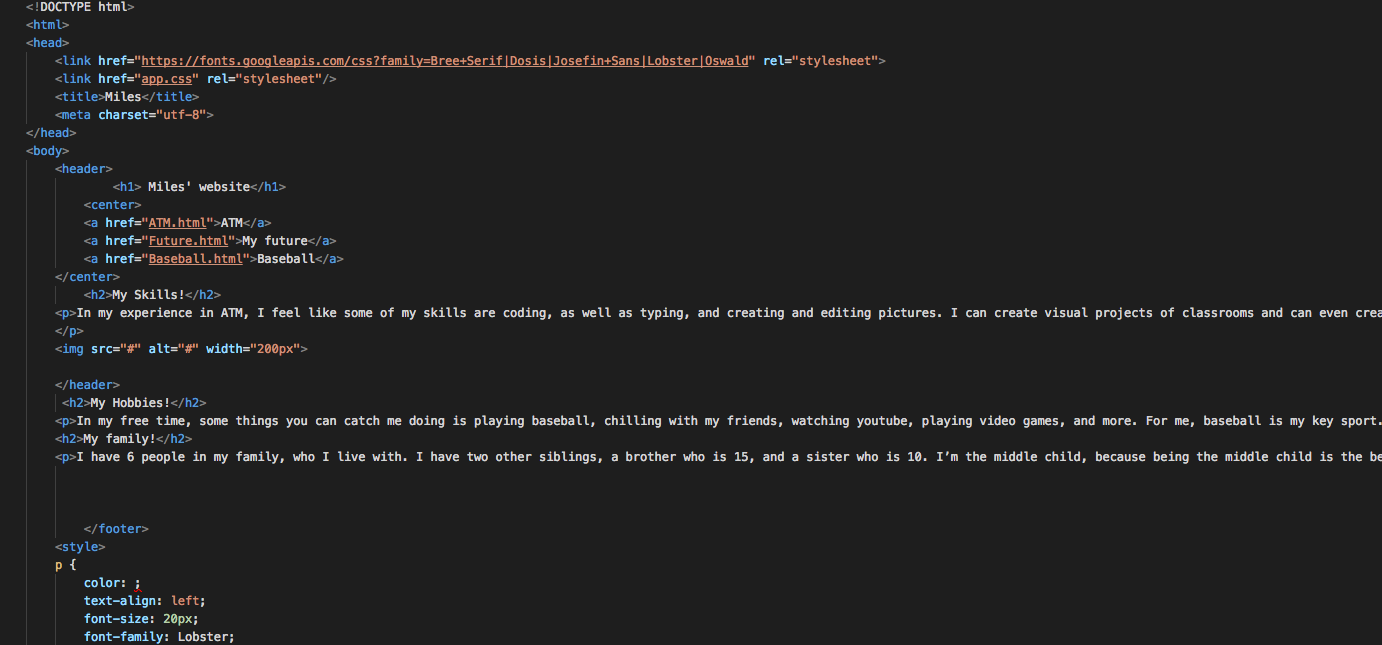 <!DOCTYPE html>
<html>
<head>
<link href="https://fonts.googleapis.com/css?family=Bree+Serif|Dosis|Josefin+Sans|Lobster|Oswald" rel="stylesheet">
<link href="app.css" rel="stylesheet"/>
<title>Miles</title>
<meta charset="utf-8">
</head>
<body>
<header>
<h1> Miles' website</h1>
<center>
<a href="ATM.html">ATM</a>
<a href="Future.html">My future</a>
<a href="Baseball.html">Baseball</a>
</center>
<h2>My Skills!</h2>
<p>In my experience in ATM, I feel like some of my skills are coding, as well as typing, and creating and editing pictures. I can create visual projects of classrooms and can even
</p>
<img src="#" alt="#" width="200px">
</header>
<h2>My Hobbies!</h2>
<p>In my free time, some things you can catch me doing is playing baseball, chilling with my friends, watching youtube, playing video games, and more. For me, baseball is my key sport.
<h2>My family!</h2>
<p>I have 6 people in my family, who I live with. I have two other siblings, a brother who is 15, and a sister who is 10. I’m the middle child, because being the middle child is the
</footer>
<style>
p {
color: ;
text-align: left;
font-size: 20px;
font-family: Lobster;